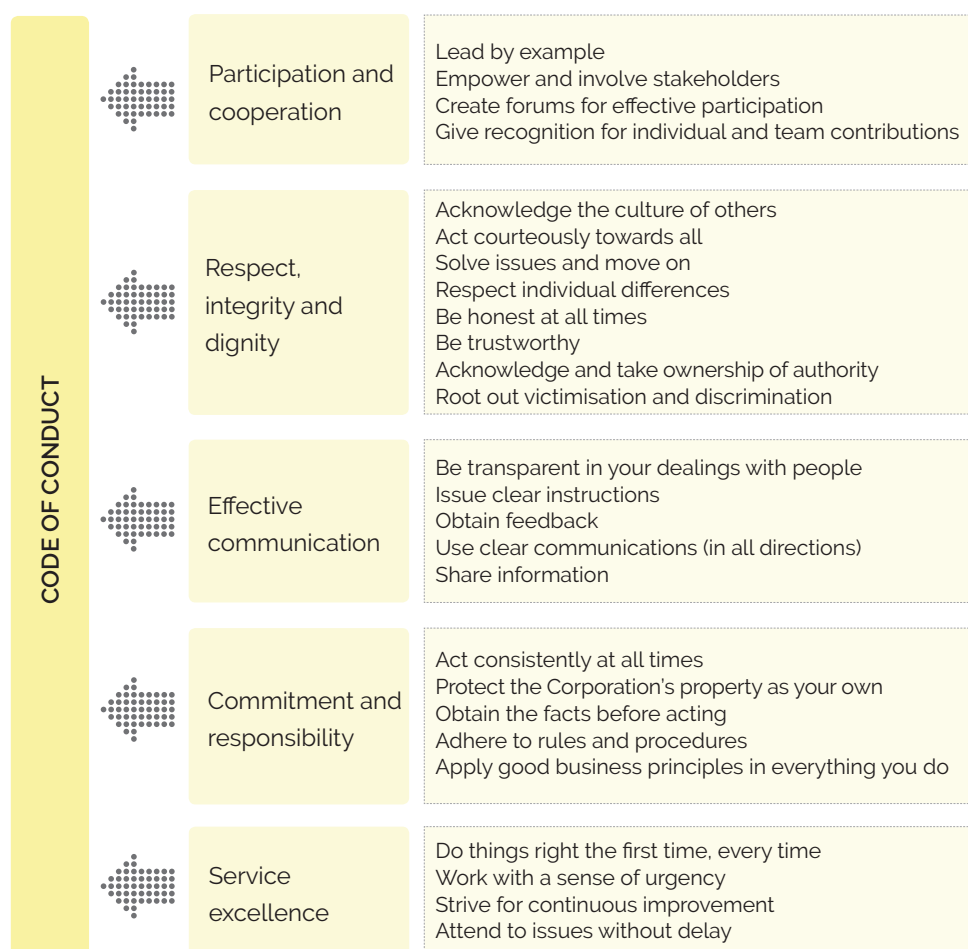 CODE OF CONDUCT
Participation and
cooperation
Lead by example
Empower and involve stakeholders
Create forums for effective participation
Give recognition for individual and team contributions
Respect,
integrity and
dignity
Acknowledge the culture of others
Act courteously towards all
Solve issues and move on
Respect individual differences
Be honest at all times
Be trustworthy
Acknowledge and take ownership of authority
Root out victimisation and discrimination
Effective
communication
Be transparent in your dealings with people
Issue clear instructions
Obtain feedback
Use clear communications (in all directions)
Share information
Commitment and
responsibility
Act consistently at all times
Protect the Corporation's property as your own
Obtain the facts before acting
Adhere to rules and procedures
Apply good business principles in everything you do
Service
excellence
Do things right the first time, every time
Work with a sense of urgency
Strive for continuous improvement
Attend to issues without delay